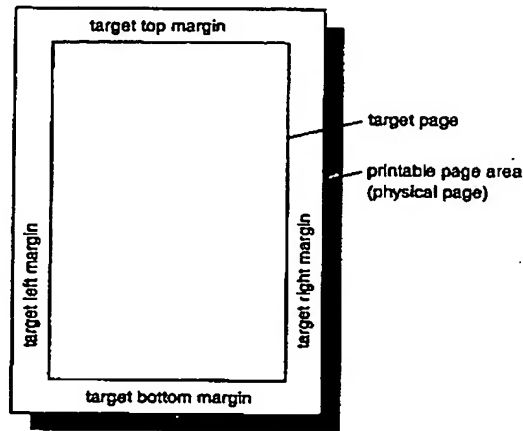 target top margin
target page
printable page area
(physical page)
target left margin
target right margin
target bottom margin